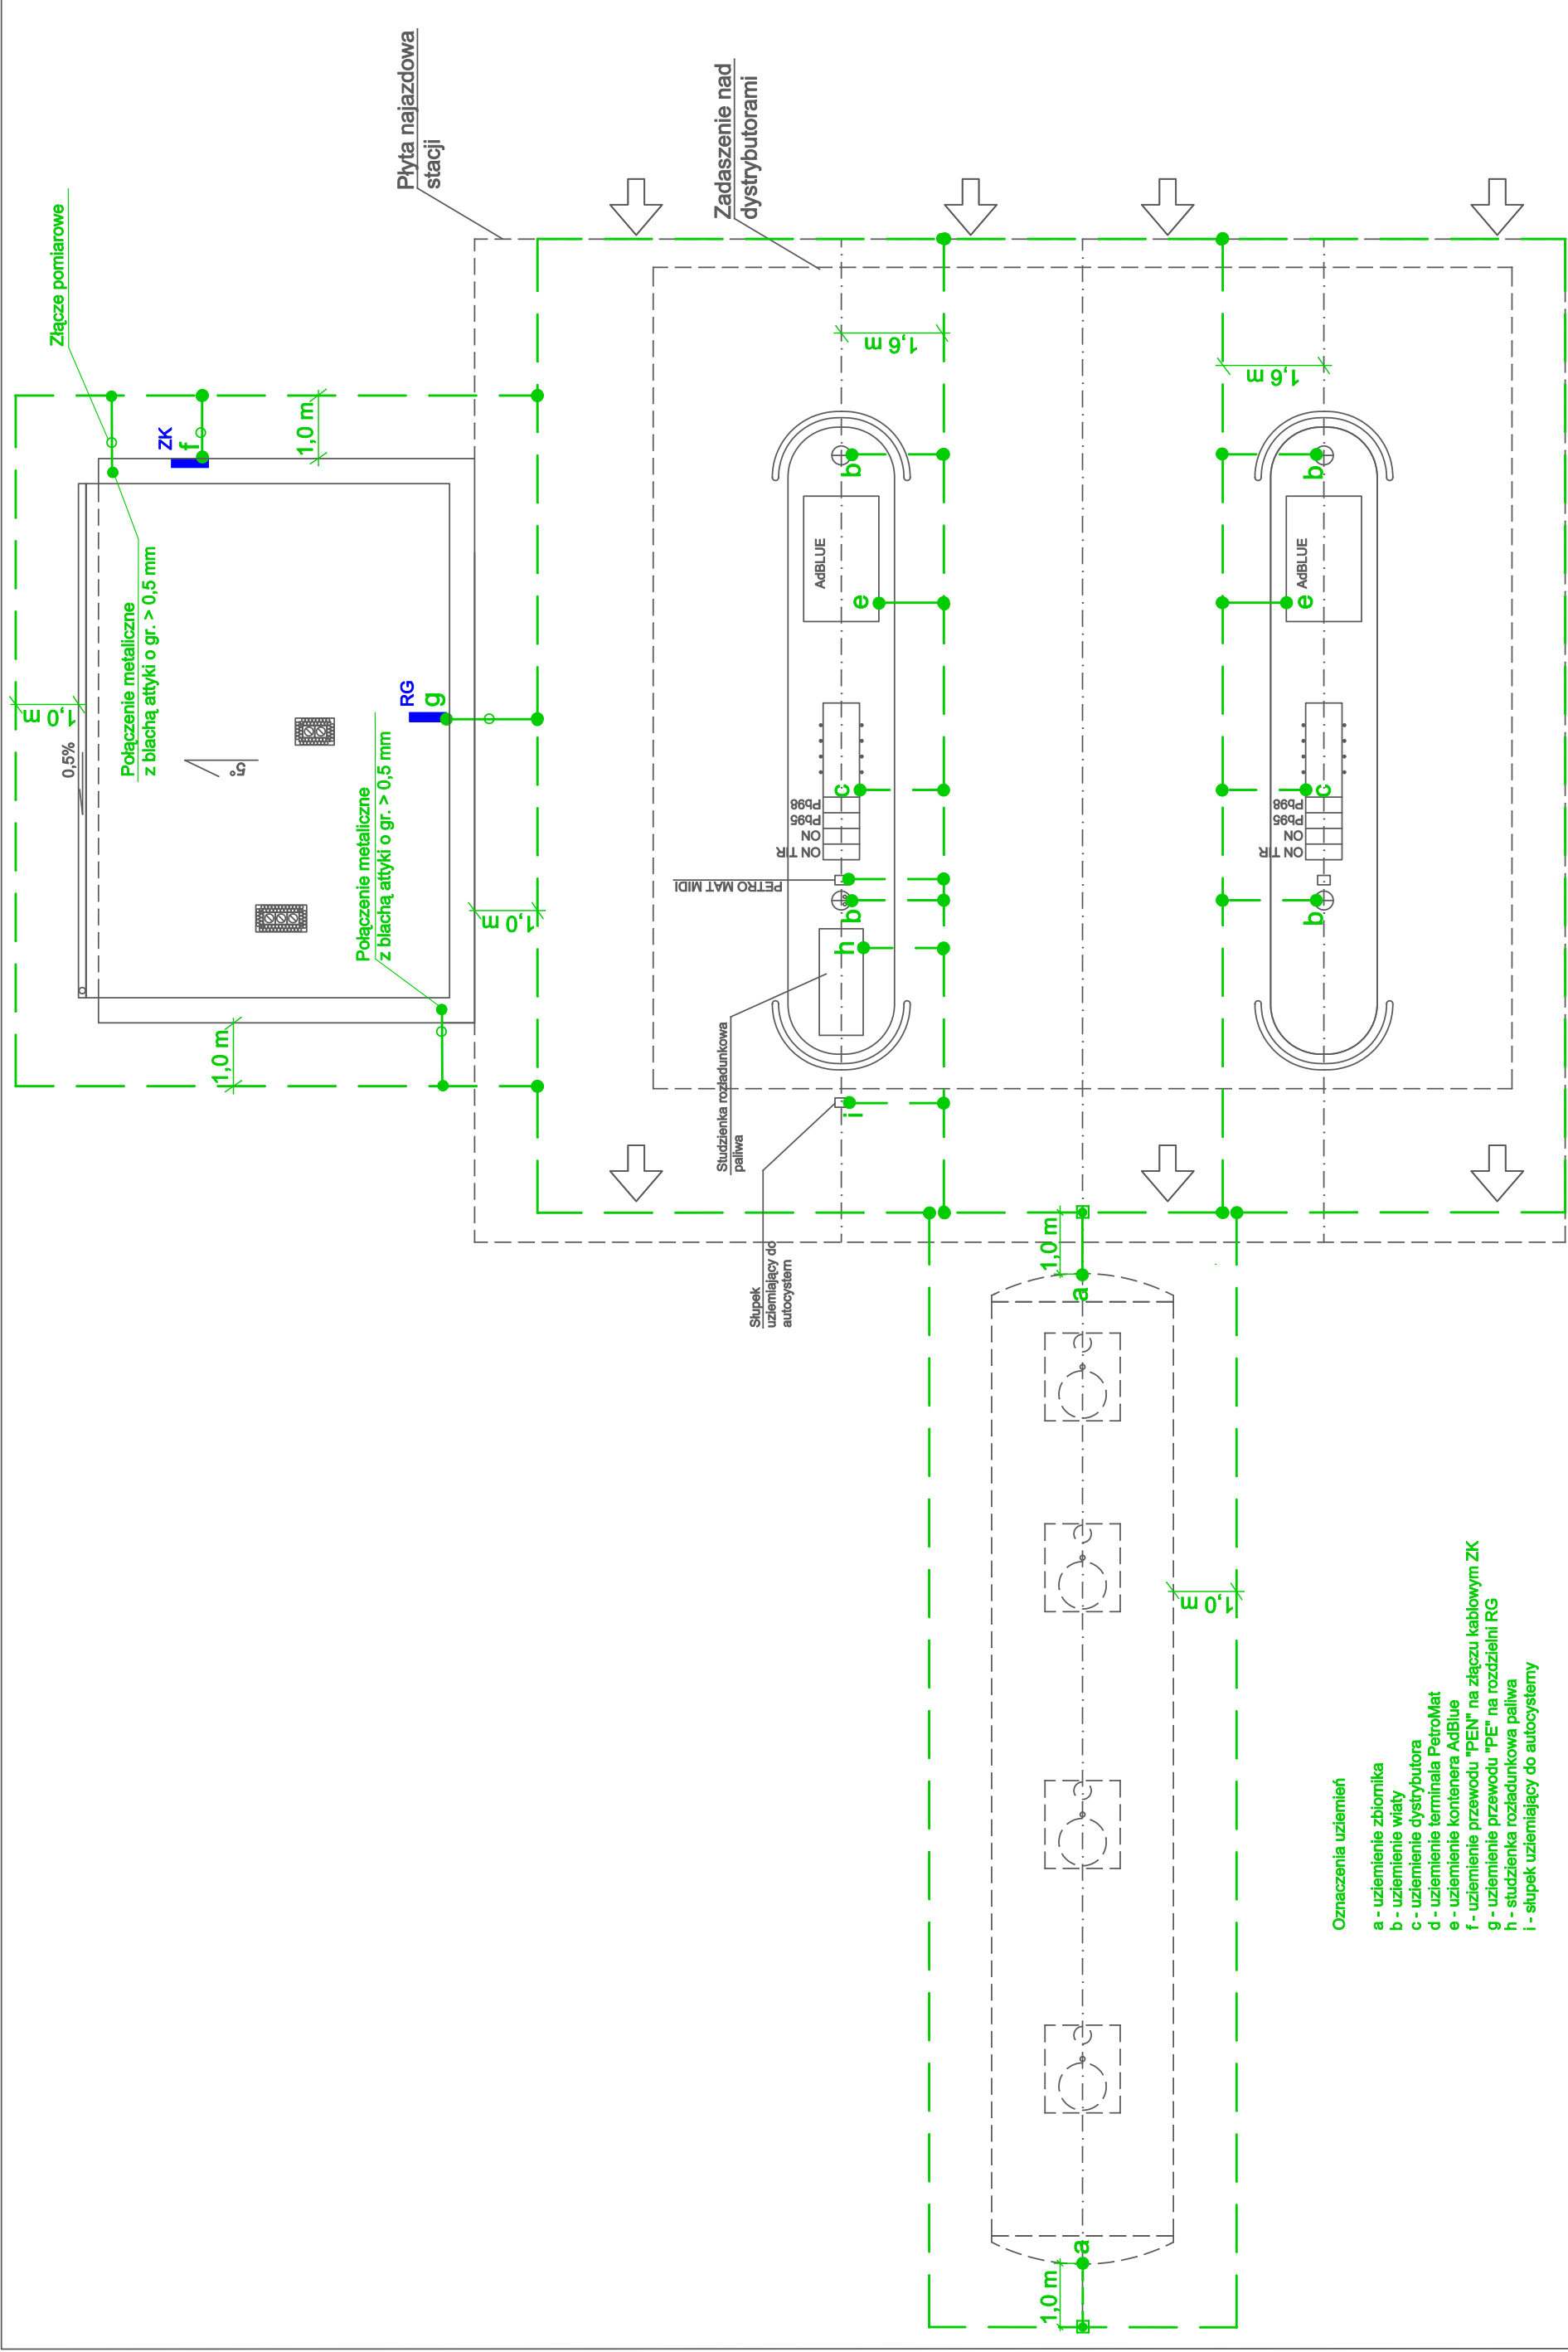 Płyta najazdowa
stacji
Zadaszenie nad
dystrybutorami
Złącze pomiarowe
ZK
f
1,0 m
Połączenie metaliczne
z blachą attyki o gr. > 0,5 mm
1,0 m
0,5%
5°
RG
g
Połączenie metaliczne
z blachą attyki o gr. > 0,5 mm
1,0 m
1,0 m
1,6 m
1,6 m
b
AdBLUE
e
c
Pb98
Pb95
ON
ON TIR
PETRO MAT MIDI
b
h
Studzienka rozładunkowa
paliwa
i
Słupek
uziemiający do
autocystern
b
AdBLUE
e
c
Pb98
Pb95
ON
ON TIR
b
1,0 m
a
1,0 m
a
1,0 m
Oznaczenia uziemień
a - uziemienie zbiornika
b - uziemienie wiaty
c - uziemienie dystrybutora
d - uziemienie terminala PetroMat
e - uziemienie kontenera AdBlue
f - uziemienie przewodu "PEN" na złączu kablowym ZK
g - uziemienie przewodu "PE" na rozdzielni RG
h - studzienka rozładunkowa paliwa
i - słupek uziemiający do autocysterny